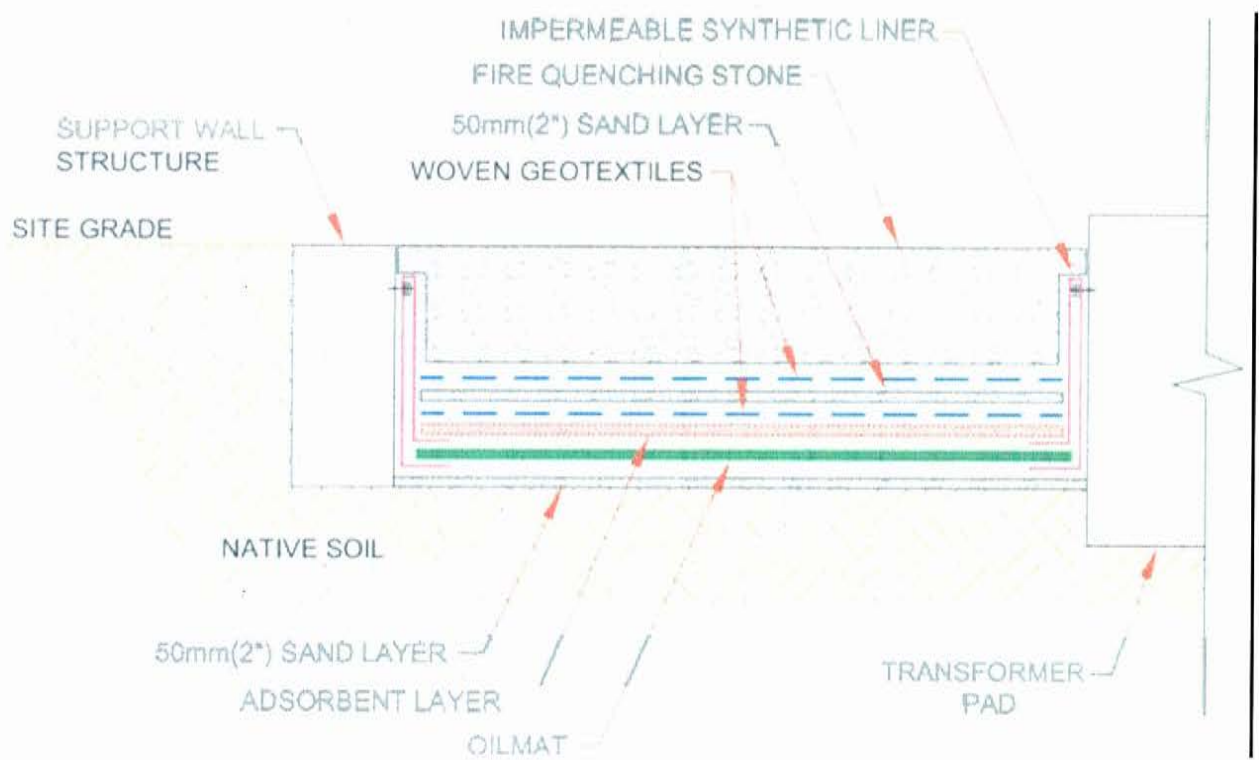 IMPERMEABLE SYNTHETIC LINER
FIRE QUENCHING STONE
50mm(2") SAND LAYER
WOVEN GEOTEXTILES
SUPPORT WALL
STRUCTURE
SITE GRADE
NATIVE SOIL
50mm(2") SAND LAYER
ADSORBENT LAYER
OILMAT
TRANSFORMER
PAD